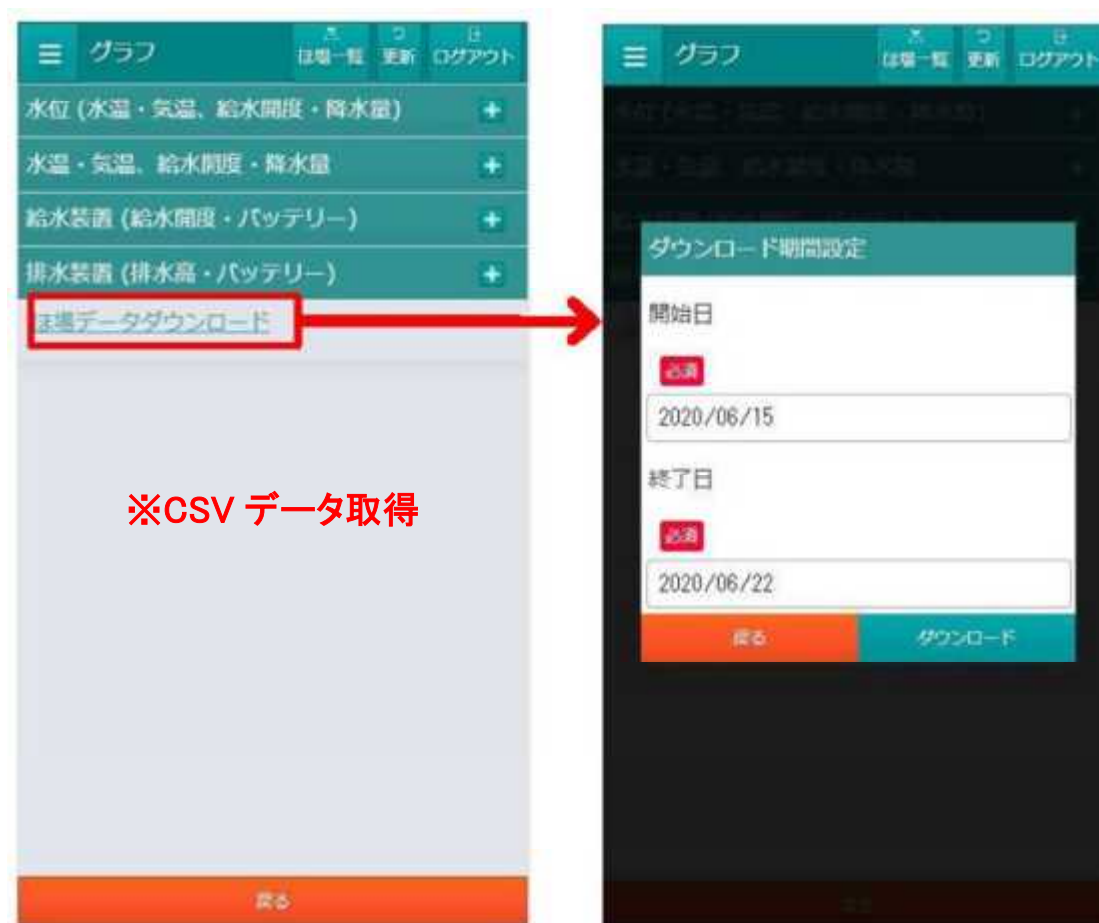 グラフ
ほ場一覧
更新
ログアウト
水位 (水温・気温、給水開度・降水量)
水温・気温、給水開度・降水量
給水装置 (給水開度・バッテリー)
排水装置 (排水高・バッテリー)
ほ場データダウンロード
※CSV データ取得
戻る
グラフ
ほ場一覧
更新
ログアウト
ダウンロード期間設定
開始日
必須
2020/06/15
終了日
必須
2020/06/22
戻る
ダウンロード